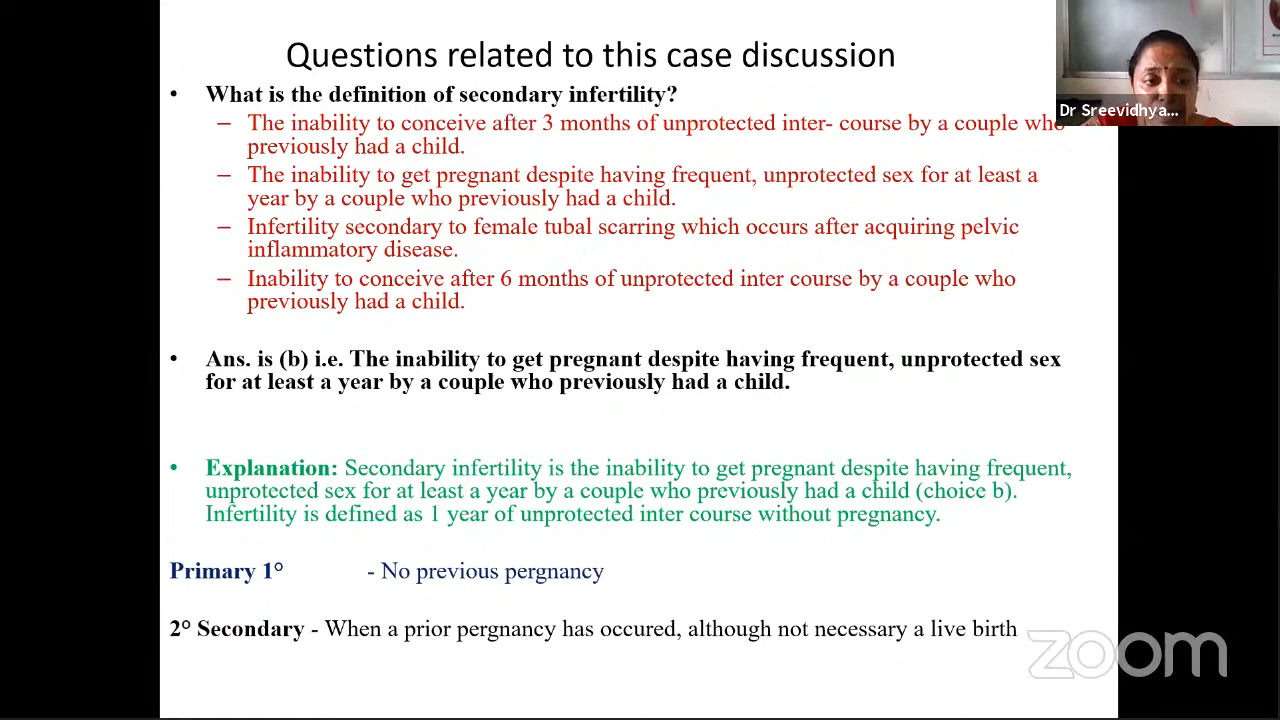 Questions related to this case discussion
• What is the definition of secondary infertility?
– The inability to conceive after 3 months of unprotected inter- course by a couple who
previously had a child.
– The inability to get pregnant despite having frequent, unprotected sex for at least a
year by a couple who previously had a child.
– Infertility secondary to female tubal scarring which occurs after acquiring pelvic
inflammatory disease.
– Inability to conceive after 6 months of unprotected inter course by a couple who
previously had a child.
• Ans. is (b) i.e. The inability to get pregnant despite having frequent, unprotected sex
for at least a year by a couple who previously had a child.
• Explanation: Secondary infertility is the inability to get pregnant despite having frequent,
unprotected sex for at least a year by a couple who previously had a child (choice b).
Infertility is defined as 1 year of unprotected inter course without pregnancy.
Primary 1° - No previous pergnancy
2° Secondary - When a prior pergnancy has occured, although not necessary a live birth
Dr Sreevidhya...
zoom